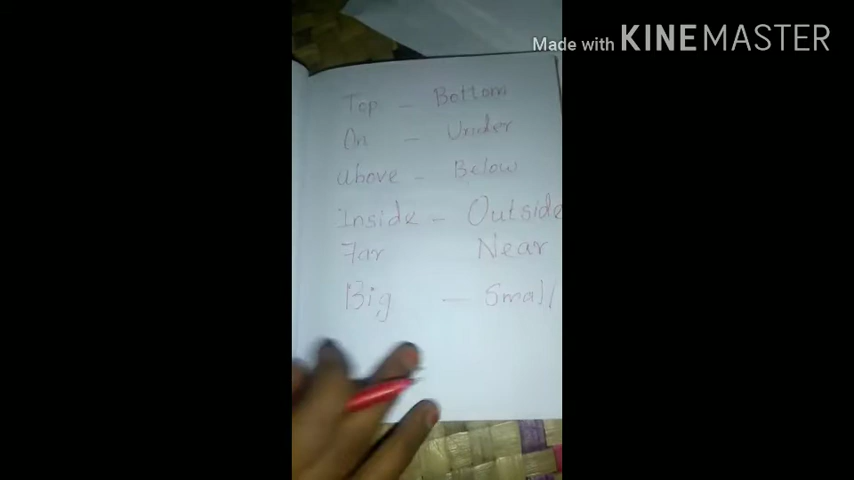 Made with KINEMASTER
Top - Bottom
On - Under
above - Below
Inside - Outside
Far Near
Big - Small